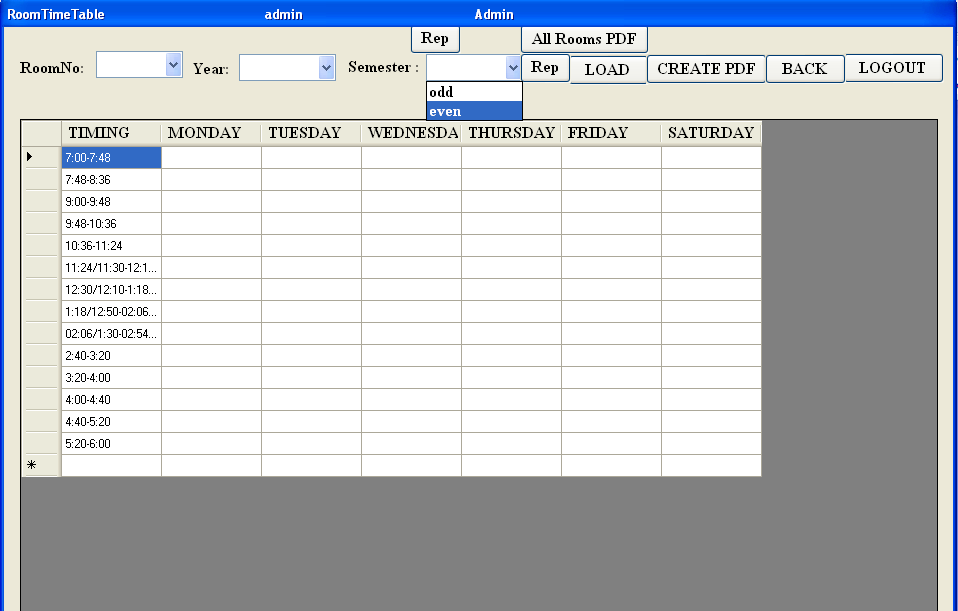 RoomTimeTable admin Admin
Rep All Rooms PDF
RoomNo: Year: Semester : Rep LOAD CREATE PDF BACK LOGOUT
odd
even
TIMING MONDAY TUESDAY WEDNESDA THURSDAY FRIDAY SATURDAY
7:00-7:48
7:48-8:36
9:00-9:48
9:48-10:36
10:36-11:24
11:24/11:30-12:1...
12:30/12:10-1:18...
1:18/12:50-02:06...
02:06/1:30-02:54...
2:40-3:20
3:20-4:00
4:00-4:40
4:40-5:20
5:20-6:00